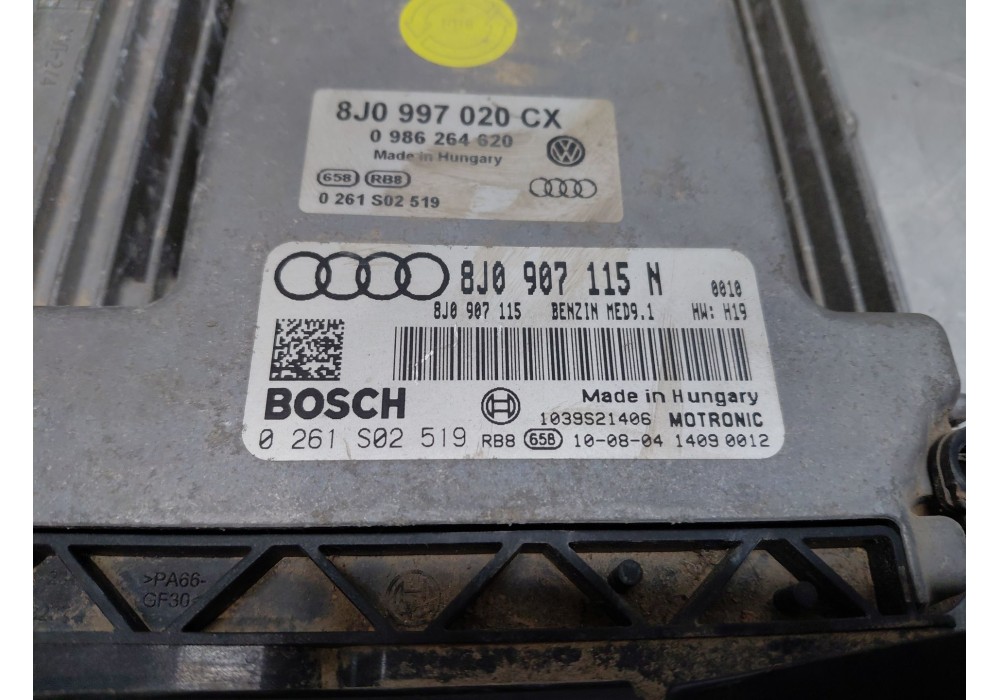 8J0 997 020 CX
0 986 264 620
Made in Hungary
658 RB8
0 261 S02 519
8J0 907 115 N 0010
8J0 907 115 BENZIN MED9.1 HW: H19
BOSCH
Made in Hungary
1039S21406 MOTRONIC
0 261 S02 519 RB8 658 10-08-04 1409 0012
>PA66-
GF30<